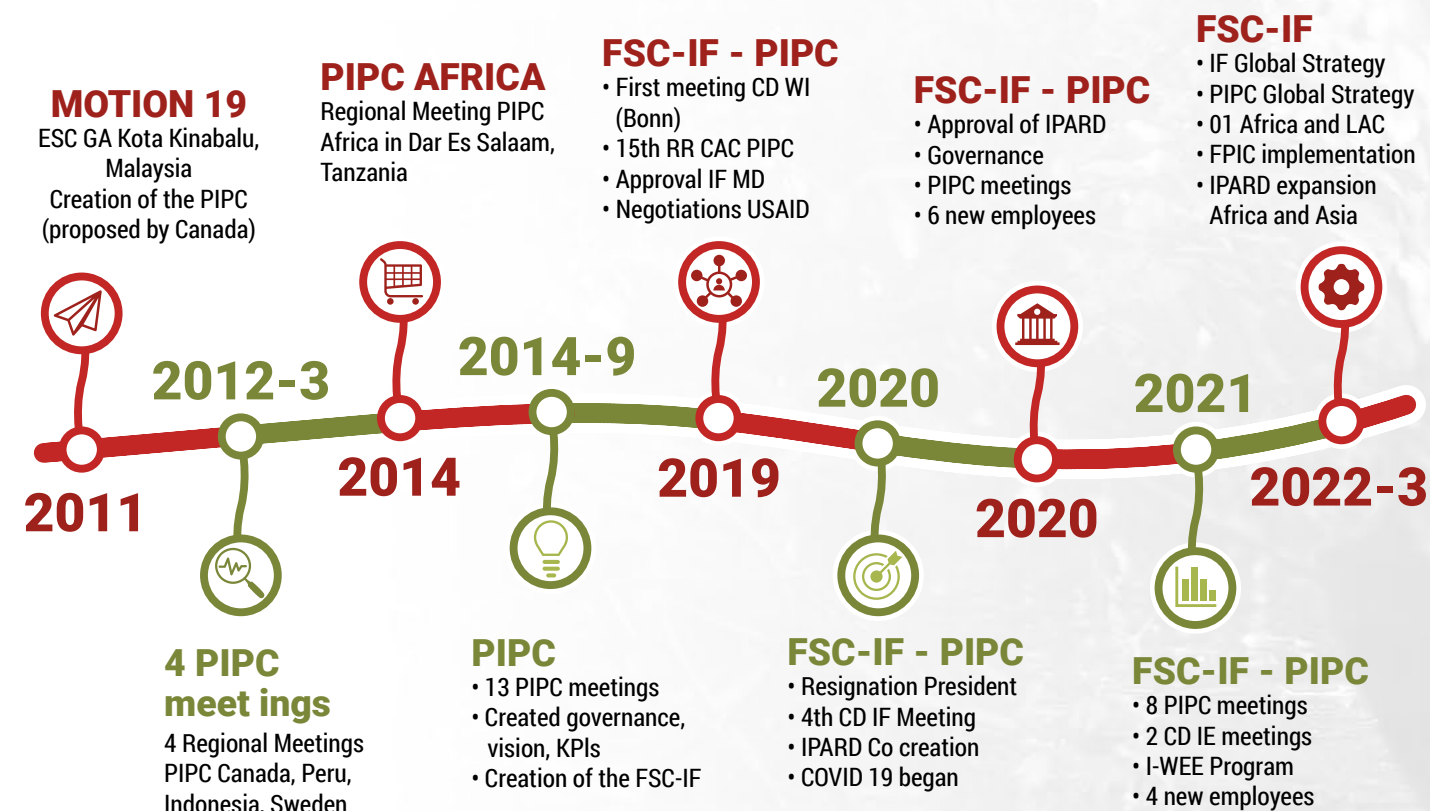 MOTION 19
ESC GA Kota Kinabalu,
Malaysia
Creation of the PIPC
(proposed by Canada)
2011
2012-3
4 PIPC
meet ings
4 Regional Meetings
PIPC Canada, Peru,
Indonesia, Sweden
PIPC AFRICA
Regional Meeting PIPC
Africa in Dar Es Salaam,
Tanzania
2014
2014-9
PIPC
• 13 PIPC meetings
• Created governance,
vision, KPIs
• Creation of the FSC-IF
FSC-IF - PIPC
• First meeting CD WI
(Bonn)
• 15th RR CAC PIPC
• Approval IF MD
• Negotiations USAID
2019
2020
FSC-IF - PIPC
• Resignation President
• 4th CD IF Meeting
• IPARD Co creation
• COVID 19 began
FSC-IF - PIPC
• Approval of IPARD
• Governance
• PIPC meetings
• 6 new employees
2020
2021
FSC-IF - PIPC
• 8 PIPC meetings
• 2 CD IE meetings
• I-WEE Program
• 4 new employees
FSC-IF
• IF Global Strategy
• PIPC Global Strategy
• 01 Africa and LAC
• FPIC implementation
• IPARD expansion
Africa and Asia
2022-3